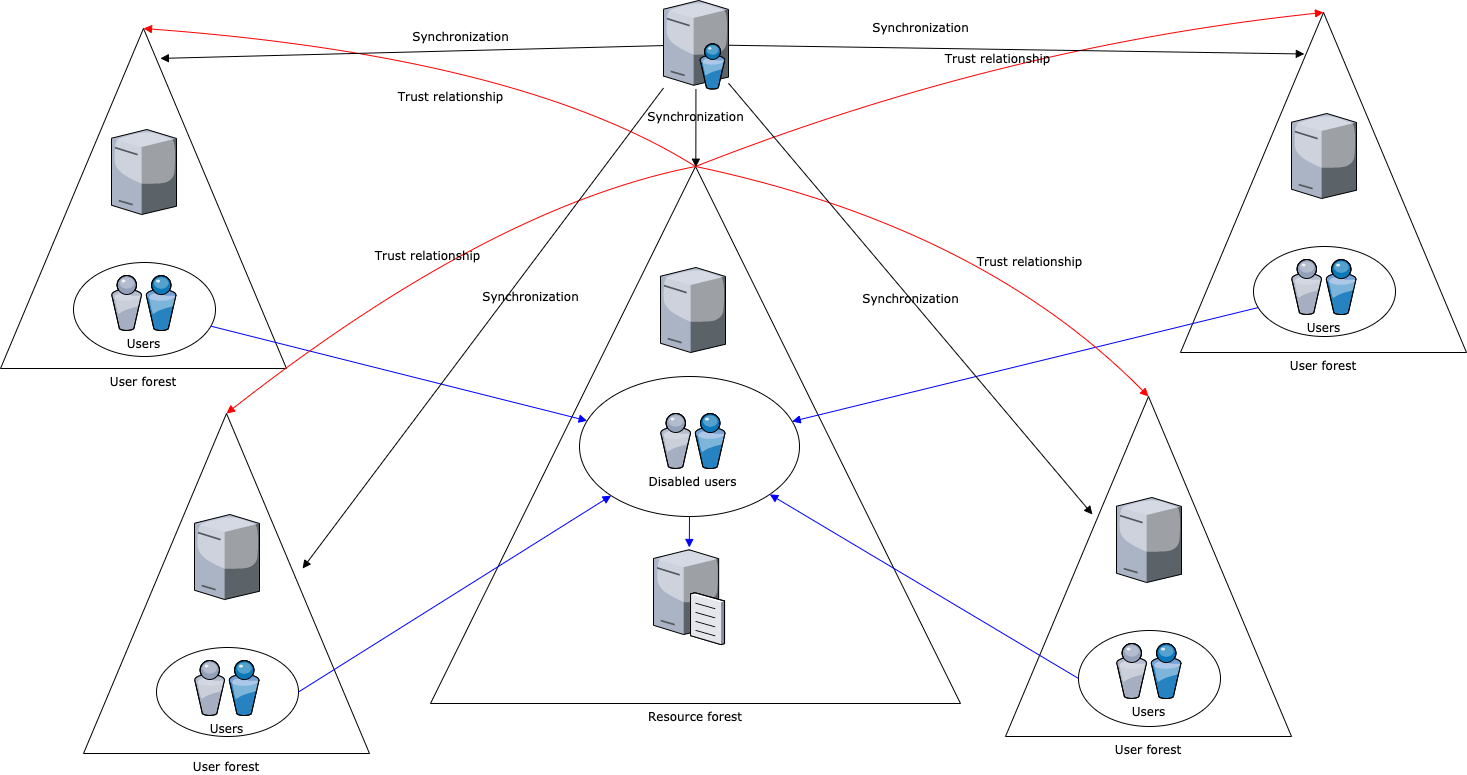 Synchronization
Synchronization
Trust relationship
Trust relationship
Synchronization
Trust relationship
Trust relationship
Synchronization
Synchronization
Users
Users
User forest
User forest
Disabled users
Users
Users
Resource forest
User forest
User forest